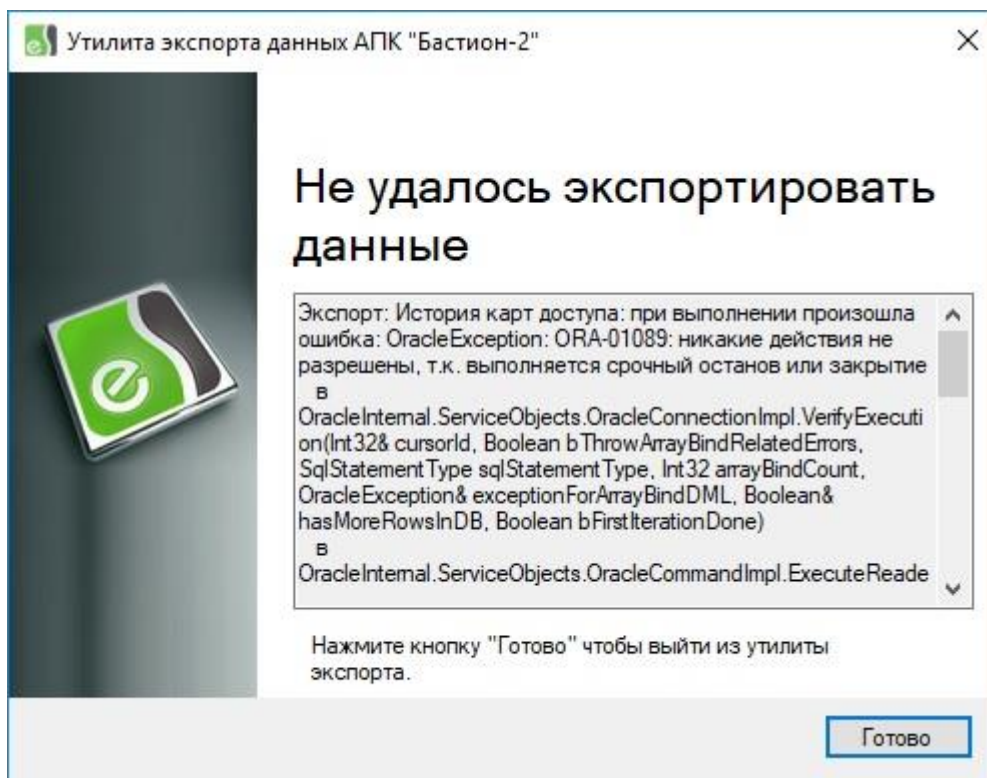 Утилита экспорта данных АПК "Бастион-2"
Не удалось экспортировать
данные
Экспорт: История карт доступа: при выполнении произошла
ошибка: OracleException: ORA-01089: никакие действия не
разрешены, т.к. выполняется срочный останов или закрытие
в
OracleInternal.ServiceObjects.OracleConnectionImpl.VerifyExecuti
on(Int32& cursorId, Boolean bThrowArrayBindRelatedErrors,
SqlStatementType sqlStatementType, Int32 arrayBindCount,
OracleException& exceptionForArrayBindDML, Boolean&
hasMoreRowsInDB, Boolean bFirstIterationDone)
в
OracleInternal.ServiceObjects.OracleCommandImpl.ExecuteReade
Нажмите кнопку "Готово" чтобы выйти из утилиты
экспорта.
Готово